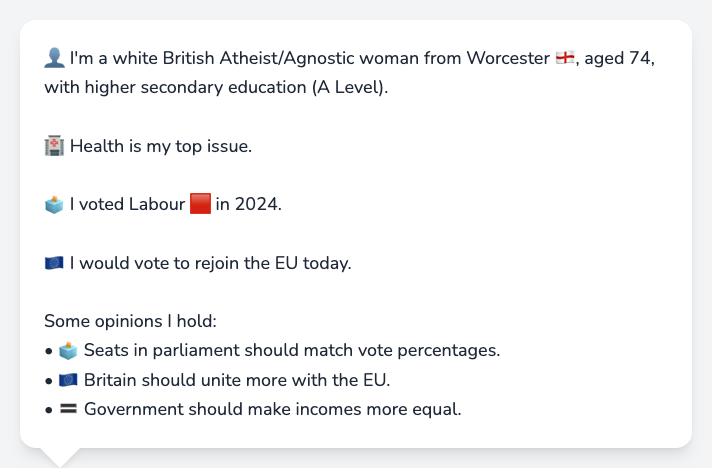 👤 I'm a white British Atheist/Agnostic woman from Worcester 🏴󠁧󠁢󠁥󠁮󠁧󠁿, aged 74,
with higher secondary education (A Level).
🏥 Health is my top issue.
🗳️ I voted Labour 🟥 in 2024.
🇪🇺 I would vote to rejoin the EU today.
Some opinions I hold:
• 🗳️ Seats in parliament should match vote percentages.
• 🇪🇺 Britain should unite more with the EU.
• 🟰 Government should make incomes more equal.